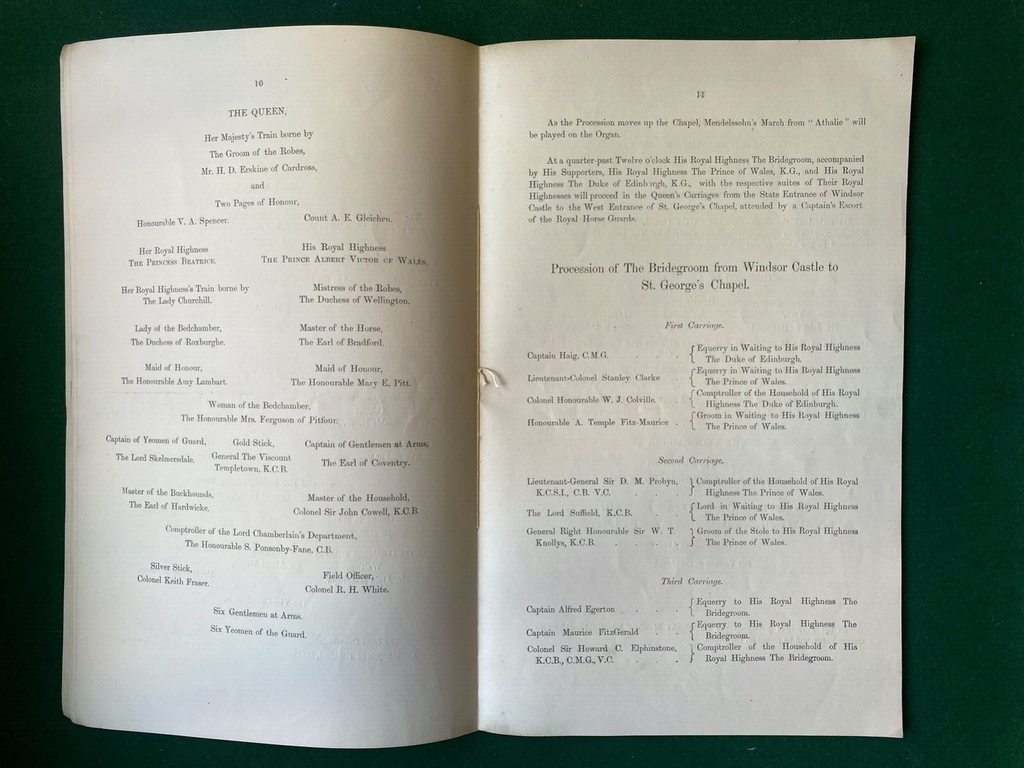 10
THE QUEEN,
Her Majesty's Train borne by
The Groom of the Robes,
Mr. H. D. Erskine of Cardross,
and
Two Pages of Honour,
Honourable V. A. Spencer. Count A. E. Gleichen.
Her Royal Highness His Royal Highness
THE PRINCESS BEATRICE. THE PRINCE ALBERT VICTOR OF WALES.
Her Royal Highness's Train borne by Mistress of the Robes,
The Lady Churchill. The Duchess of Wellington.
Lady of the Bedchamber, Master of the Horse,
The Duchess of Roxburghe. The Earl of Bradford.
Maid of Honour, Maid of Honour,
The Honourable Amy Lambart. The Honourable Mary E. Pitt.
Woman of the Bedchamber,
The Honourable Mrs. Ferguson of Pitfour.
Captain of Yeomen of Guard, Gold Stick, Captain of Gentlemen at Arms,
The Lord Skelmersdale. General The Viscount The Earl of Coventry.
Templetown, K.C.B.
Master of the Buckhounds, Master of the Household,
The Earl of Hardwicke. Colonel Sir John Cowell, K.C.B.
Comptroller of the Lord Chamberlain's Department,
The Honourable S. Ponsonby-Fane, C.B.
Silver Stick, Field Officer,
Colonel Keith Fraser. Colonel R. H. White.
Six Gentlemen at Arms.
Six Yeomen of the Guard.
11
As the Procession moves up the Chapel, Mendelssohn's March from "Athalie" will
be played on the Organ.
At a quarter-past Twelve o'clock His Royal Highness The Bridegroom, accompanied
by His Supporters, His Royal Highness The Prince of Wales, K.G., and His Royal
Highness The Duke of Edinburgh, K.G., with the respective suites of Their Royal
Highnesses will proceed in the Queen's Carriages from the State Entrance of Windsor
Castle to the West Entrance of St. George's Chapel, attended by a Captain's Escort
of the Royal Horse Guards.
Procession of The Bridegroom from Windsor Castle to
St. George's Chapel.
First Carriage.
Captain Haig, C.M.G. . . { Equerry in Waiting to His Royal Highness
The Duke of Edinburgh.
Lieutenant-Colonel Stanley Clarke . { Equerry in Waiting to His Royal Highness
The Prince of Wales.
Colonel Honourable W. J. Colville. . { Comptroller of the Household of His Royal
Highness The Duke of Edinburgh.
Honourable A. Temple Fitz-Maurice . { Groom in Waiting to His Royal Highness
The Prince of Wales.
Second Carriage.
Lieutenant-General Sir D. M. Probyn, } Comptroller of the Household of His Royal
K.C.S.I., C.B. V.C. . . . Highness The Prince of Wales.
The Lord Suffield, K.C.B. . . { Lord in Waiting to His Royal Highness
The Prince of Wales.
General Right Honourable Sir W. T. } Groom of the Stole to His Royal Highness
Knollys, K.C.B. . . . . The Prince of Wales.
Third Carriage.
Captain Alfred Egerton . . . { Equerry to His Royal Highness The
Bridegroom.
Captain Maurice FitzGerald . . { Equerry to His Royal Highness The
Bridegroom.
Colonel Sir Howard C. Elphinstone, } Comptroller of the Household of His
K.C.B., C.M.G., V.C. . . Royal Highness The Bridegroom.